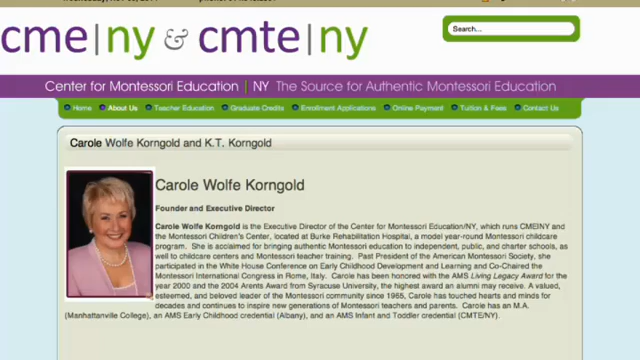 cme|ny & cmte|ny
Search...
Center for Montessori Education | NY The Source for Authentic Montessori Education
Home About Us Teacher Education Graduate Credits Enrollment Applications Online Payment Tuition & Fees Contact Us
Carole Wolfe Korngold and K.T. Korngold
Carole Wolfe Korngold
Founder and Executive Director
Carole Wolfe Korngold is the Executive Director of the Center for Montessori Education/NY, which runs CME|NY and
the Montessori Children's Center, located at Burke Rehabilitation Hospital, a model year-round Montessori childcare
program. She is acclaimed for bringing authentic Montessori education to independent, public, and charter schools, as
well to childcare centers and Montessori teacher training. Past President of the American Montessori Society, she
participated in the White House Conference on Early Childhood Development and Learning and Co-Chaired the
Montessori International Congress in Rome, Italy. Carole has been honored with the AMS Living Legacy Award for the
year 2000 and the 2004 Arents Award from Syracuse University, the highest award an alumni may receive. A valued,
esteemed, and beloved leader of the Montessori community since 1965, Carole has touched hearts and minds for
decades and continues to inspire new generations of Montessori teachers and parents. Carole has an M.A.
(Manhattanville College), an AMS Early Childhood credential (Albany), and an AMS Infant and Toddler credential (CMTE/NY).